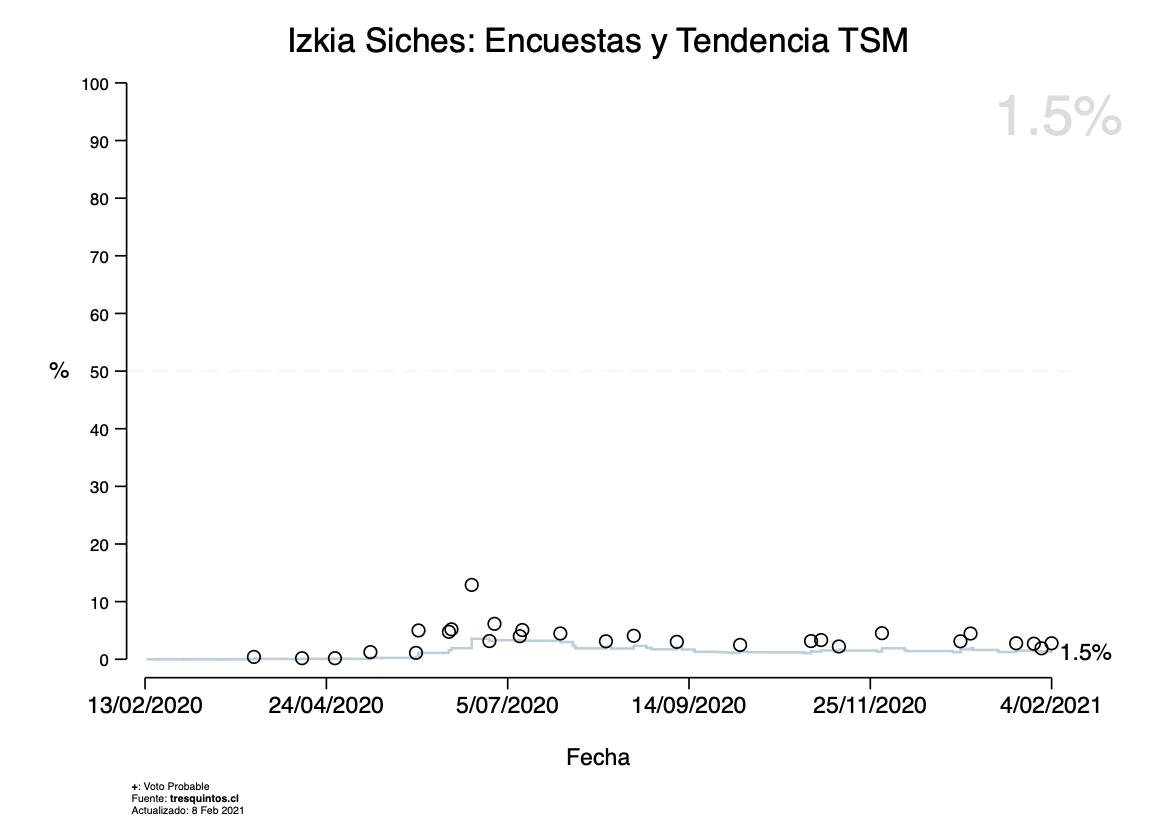 Izkia Siches: Encuestas y Tendencia TSM
1.5%
100
90
80
70
60
% 50
40
30
20
10
0
1.5%
13/02/2020 24/04/2020 5/07/2020 14/09/2020 25/11/2020 4/02/2021
Fecha
+: Voto Probable
Fuente: tresquintos.cl
Actualizado: 8 Feb 2021